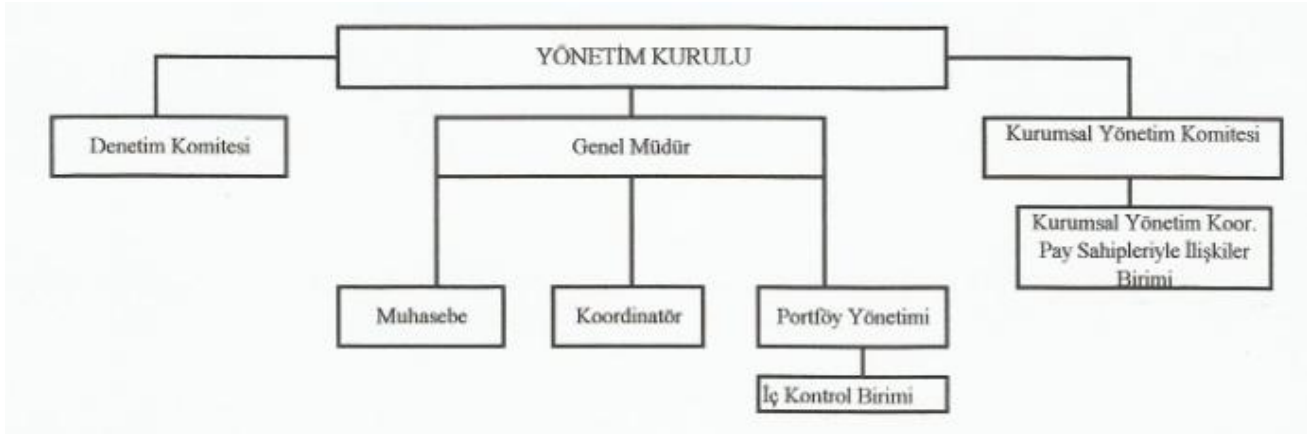 YÖNETİM KURULU
Denetim Komitesi
Genel Müdür
Kurumsal Yönetim Komitesi
Kurumsal Yönetim Koor.
Pay Sahipleriyle İlişkiler
Birimi
Muhasebe
Koordinatör
Portföy Yönetimi
İç Kontrol Birimi